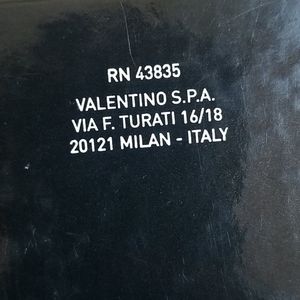 RN 43835
VALENTINO S.P.A.
VIA F. TURATI 16/18
20121 MILAN - ITALY